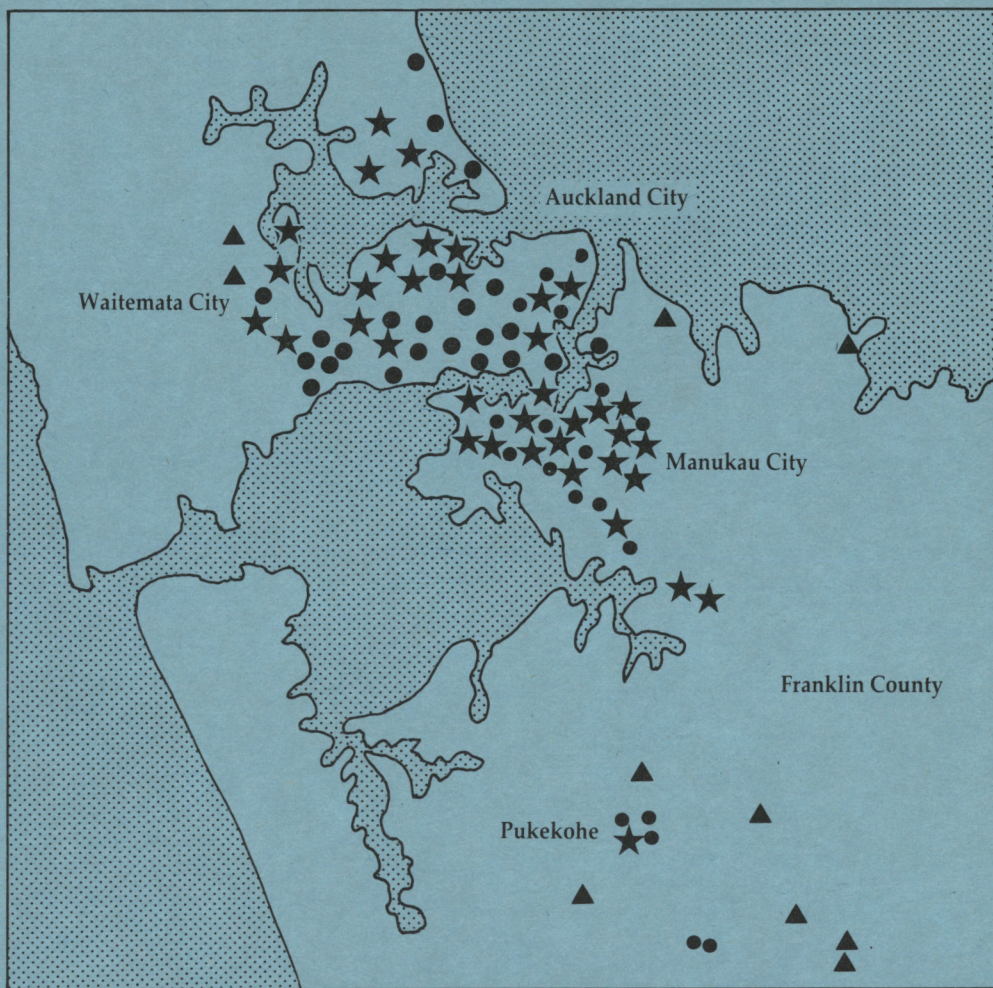 Auckland City
Waitemata City
Manukau City
Franklin County
Pukekohe